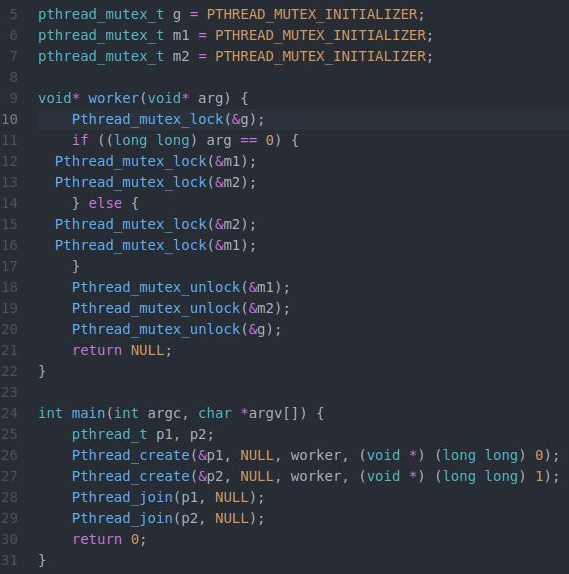 5 pthread_mutex_t g = PTHREAD_MUTEX_INITIALIZER;
6 pthread_mutex_t m1 = PTHREAD_MUTEX_INITIALIZER;
7 pthread_mutex_t m2 = PTHREAD_MUTEX_INITIALIZER;
8
9 void* worker(void* arg) {
10     Pthread_mutex_lock(&g);
11     if ((long long) arg == 0) {
12   Pthread_mutex_lock(&m1);
13   Pthread_mutex_lock(&m2);
14     } else {
15   Pthread_mutex_lock(&m2);
16   Pthread_mutex_lock(&m1);
17     }
18     Pthread_mutex_unlock(&m1);
19     Pthread_mutex_unlock(&m2);
20     Pthread_mutex_unlock(&g);
21     return NULL;
22 }
23
24 int main(int argc, char *argv[]) {
25     pthread_t p1, p2;
26     Pthread_create(&p1, NULL, worker, (void *) (long long) 0);
27     Pthread_create(&p2, NULL, worker, (void *) (long long) 1);
28     Pthread_join(p1, NULL);
29     Pthread_join(p2, NULL);
30     return 0;
31 }